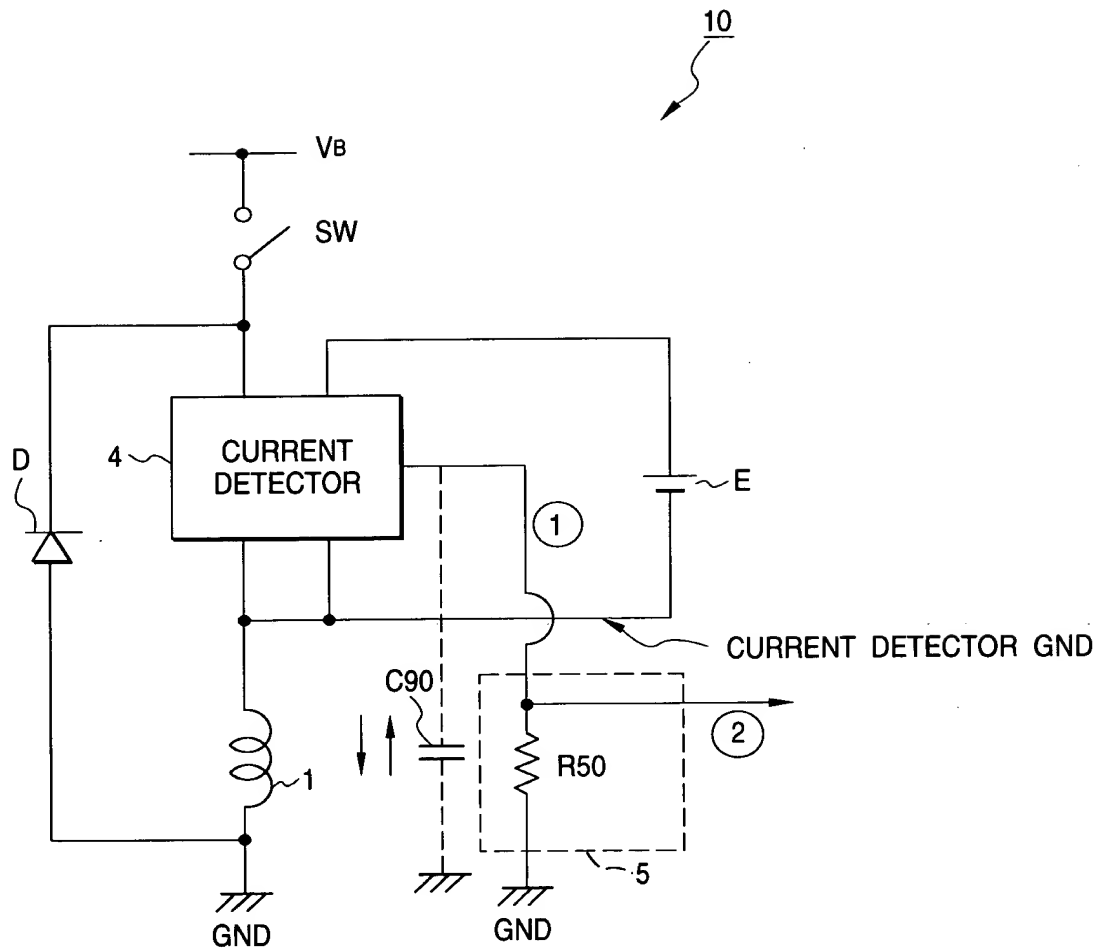 10
VB
SW
D
4
CURRENT
DETECTOR
E
1
CURRENT DETECTOR GND
C90
2
R50
1
5
GND
GND